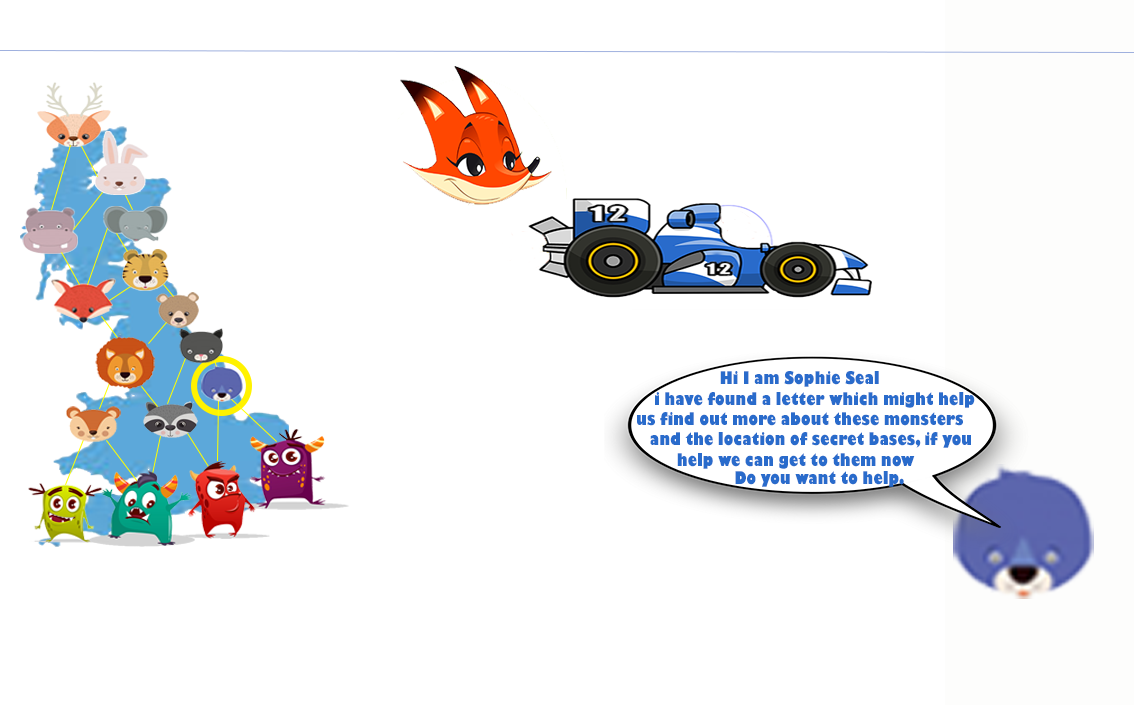 12
12
Hi I am Sophie Seal
i have found a letter which might help
us find out more about these monsters
and the location of secret bases, if you
help we can get to them now
Do you want to help.